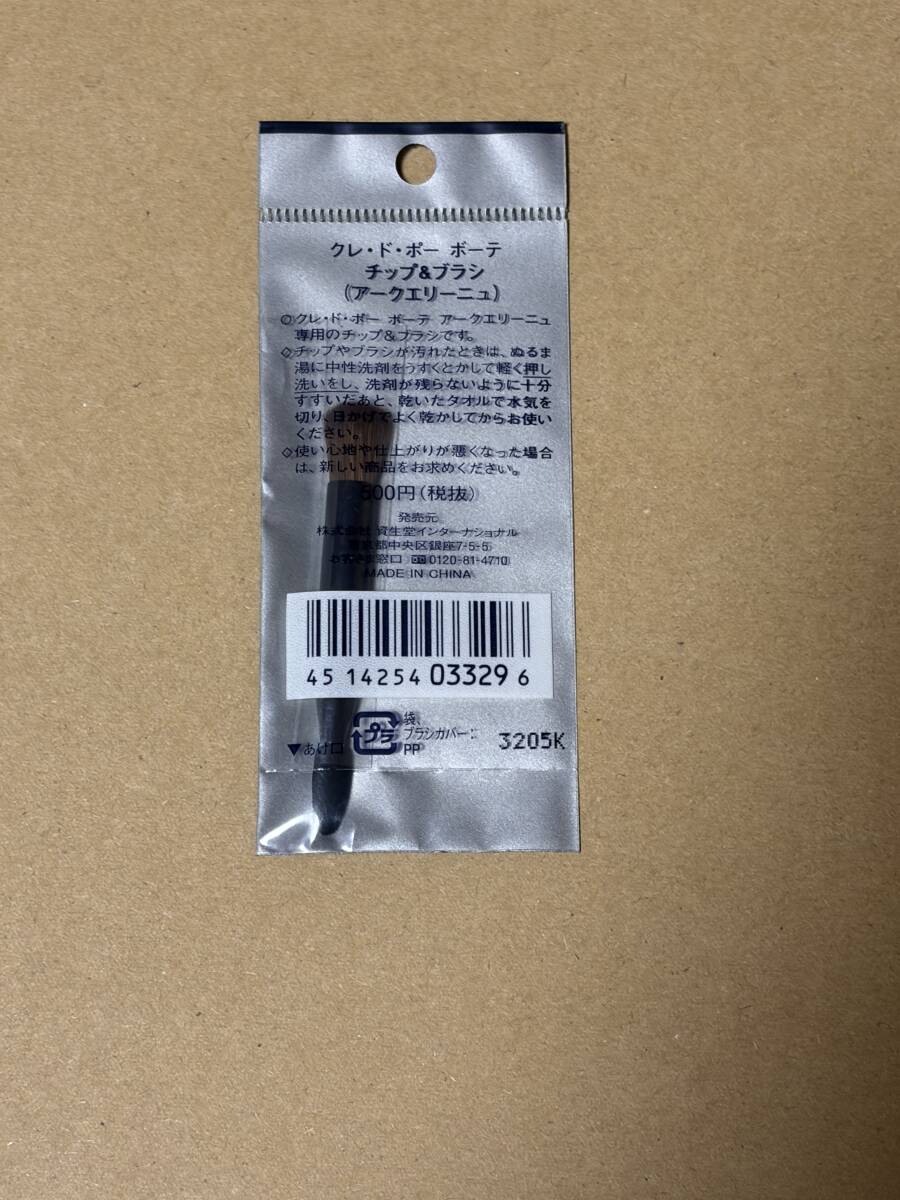 クレ・ド・ポー ボーテ
チップ&ブラシ
(アークエリーニュ)
◇クレ・ド・ポー ボーテ アークエリーニュ
専用のチップ&ブラシです。
◇チップやブラシが汚れたときは、ぬるま
湯に中性洗剤をうすくとかして軽く押し
洗いをし、洗剤が残らないように十分
すすいだあと、乾いたタオルで水気を
切り、日かげでよく乾かしてからお使い
ください。
◇使い心地や仕上がりが悪くなった場合
は、新しい商品をお求めください。
500円(税抜)
発売元
株式会社 資生堂インターナショナル
東京都中央区銀座7-5-5
お客さま窓口 0120-81-4710
MADE IN CHINA
45 14254 03329 6
▼あけ口
プラ
袋、
ブラシカバー:
PP
3205K